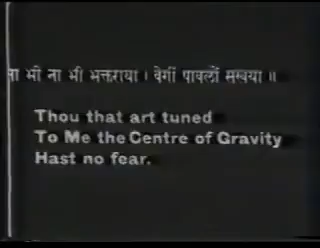 ना भी ना भी भक्तराया । वेगीं पावलों सखया ॥
Thou that art tuned
To Me the Centre of Gravity
Hast no fear.